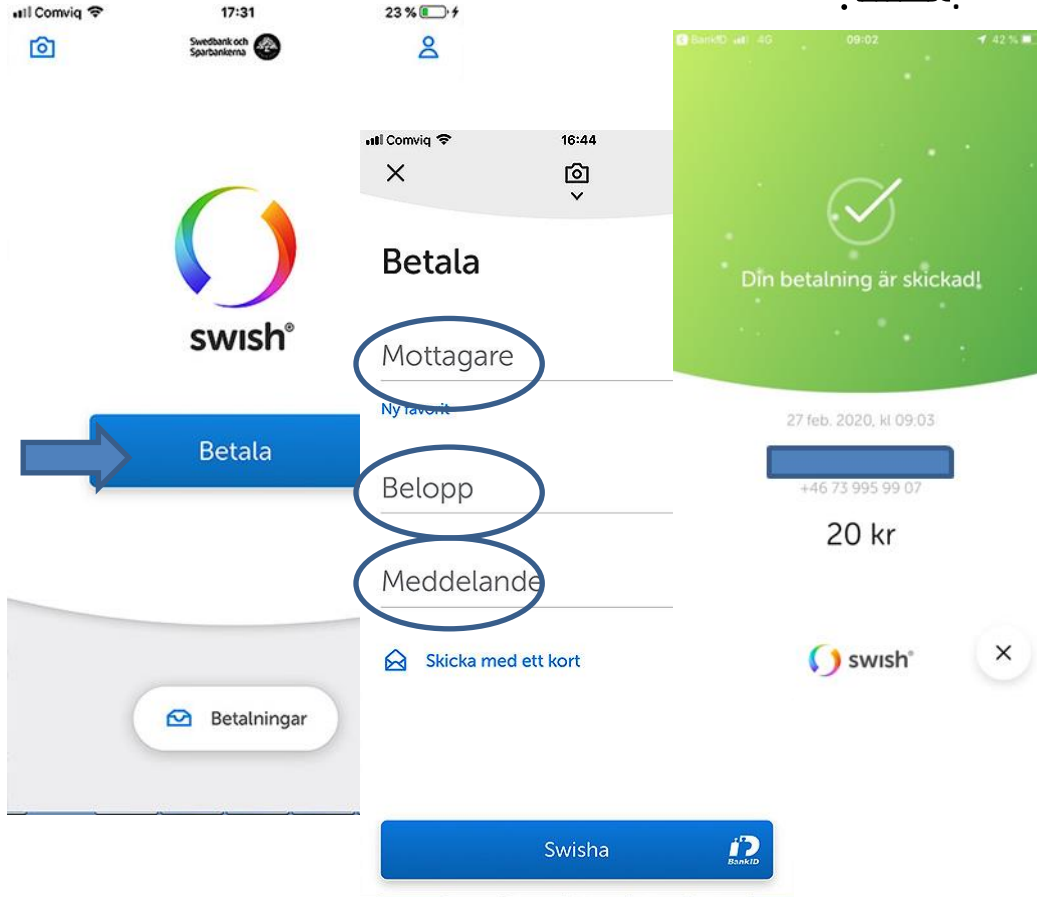 Comviq
17:31
23 %
Swedbank och
Sparbankerna
swish®
Betala
Betalningar
Comviq
16:44
Betala
Mottagare
Ny favorit
Belopp
Meddelande
Skicka med ett kort
Swisha
BankID
BankID 4G
09:02
42 %
Din betalning är skickad!
27 feb. 2020, kl 09:03
+46 73 995 99 07
20 kr
swish®